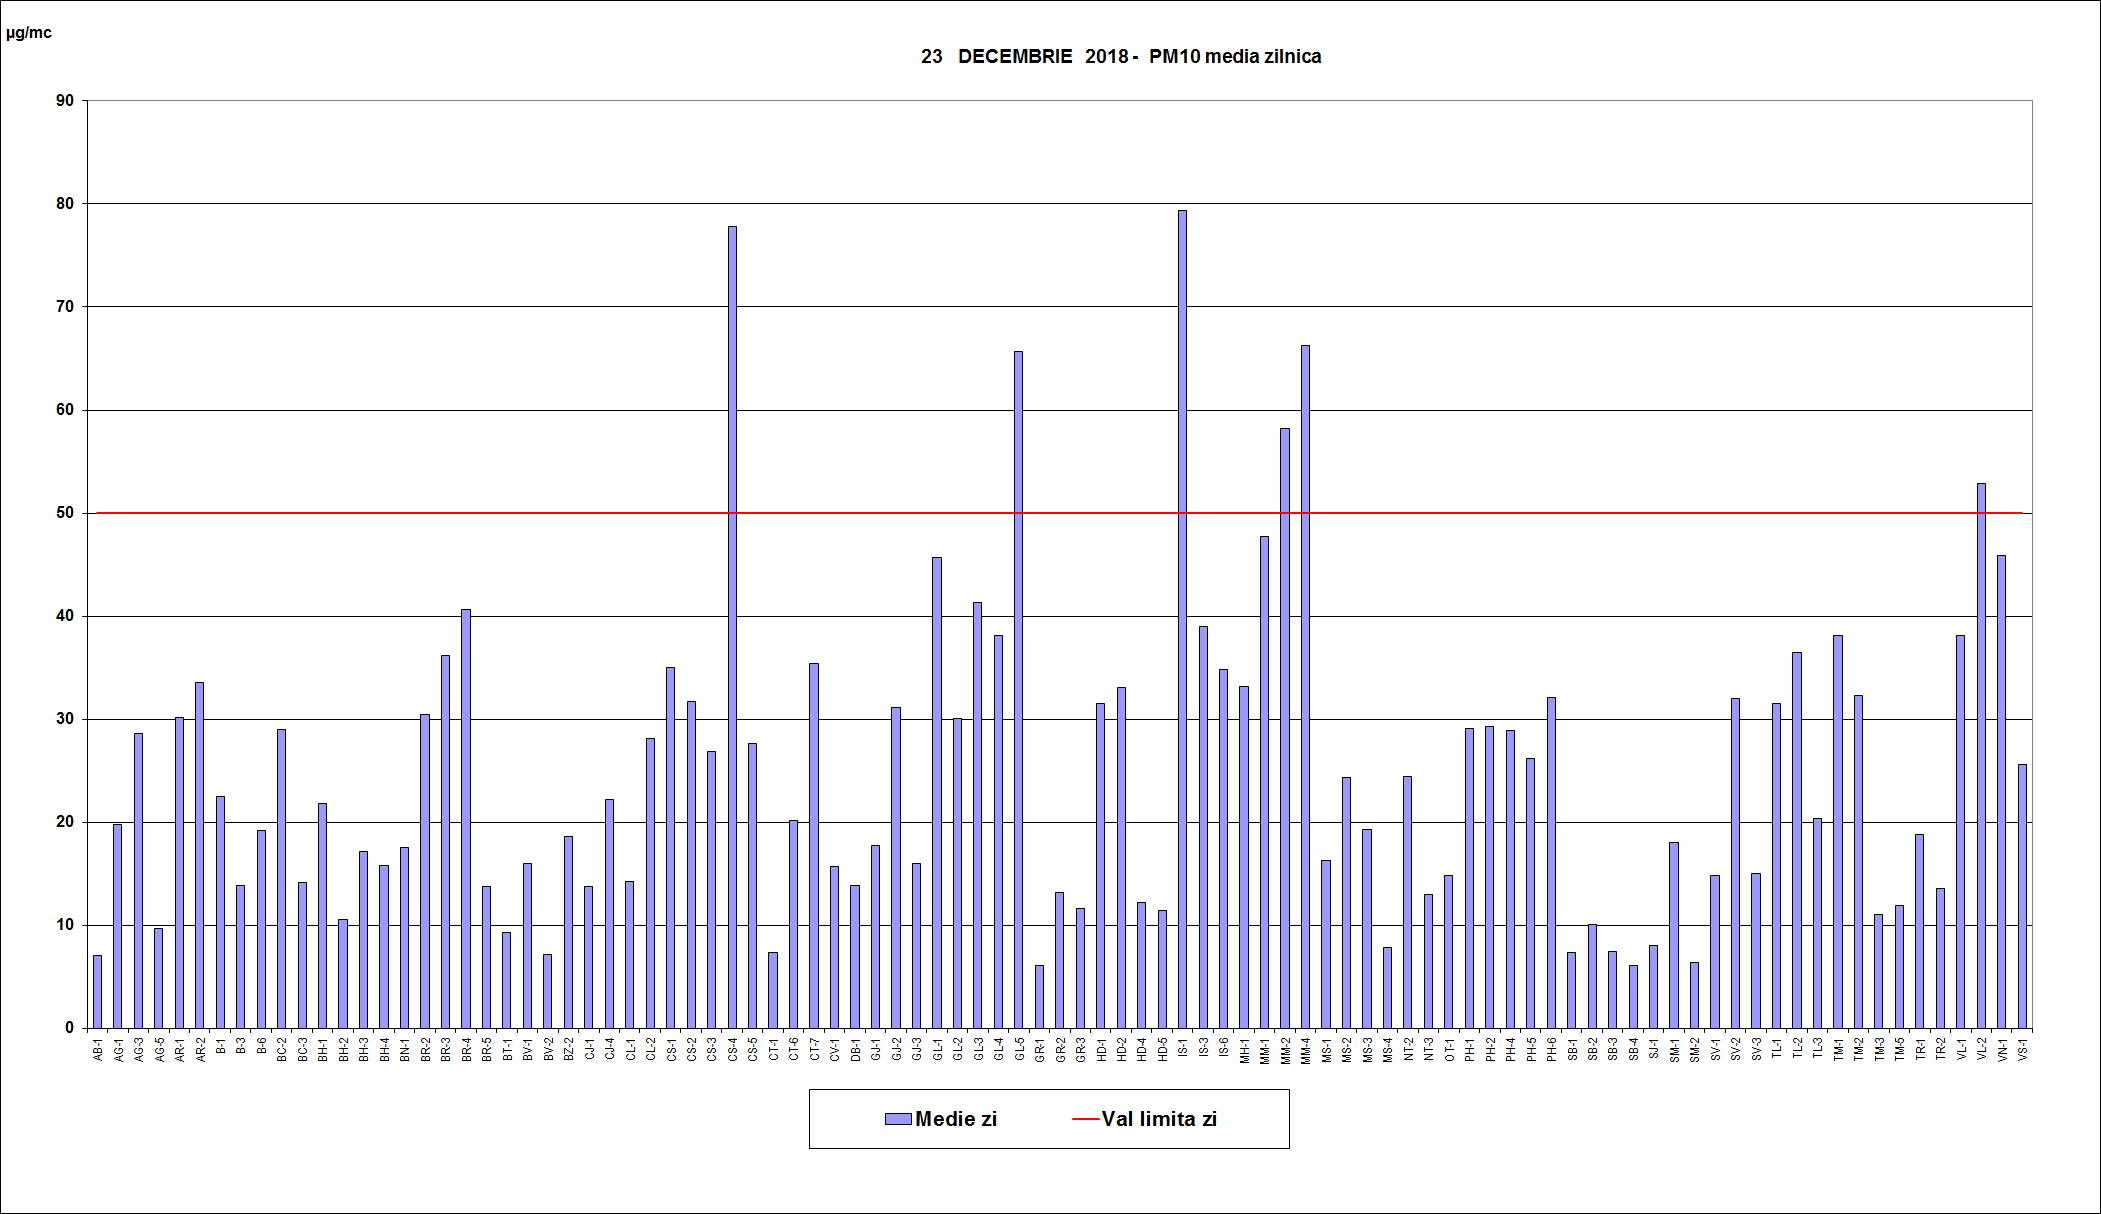 µg/mc
23 DECEMBRIE 2018 - PM10 media zilnica
90
80
70
60
50
40
30
20
10
0
AB-1 AG-1 AG-3 AG-5 AR-1 AR-2 B-1 B-3 B-6 BC-2 BC-3 BH-1 BH-2 BH-3 BH-4 BN-1 BR-2 BR-3 BR-4 BR-5 BT-1 BV-1 BV-2 BZ-2 CJ-1 CJ-4 CL-1 CL-2 CS-1 CS-2 CS-3 CS-4 CS-5 CT-1 CT-6 CT-7 CV-1 DB-1 GJ-1 GJ-2 GJ-3 GL-1 GL-2 GL-3 GL-4 GL-5 GR-1 GR-2 GR-3 HD-1 HD-2 HD-4 HD-5 IS-1 IS-3 IS-6 MH-1 MM-1 MM-2 MM-4 MS-1 MS-2 MS-3 MS-4 NT-2 NT-3 OT-1 PH-1 PH-2 PH-4 PH-5 PH-6 SB-1 SB-2 SB-3 SB-4 SJ-1 SM-1 SM-2 SV-1 SV-2 SV-3 TL-1 TL-2 TL-3 TM-1 TM-2 TM-3 TM-5 TR-1 TR-2 VL-1 VL-2 VN-1 VS-1
Medie zi Val limita zi